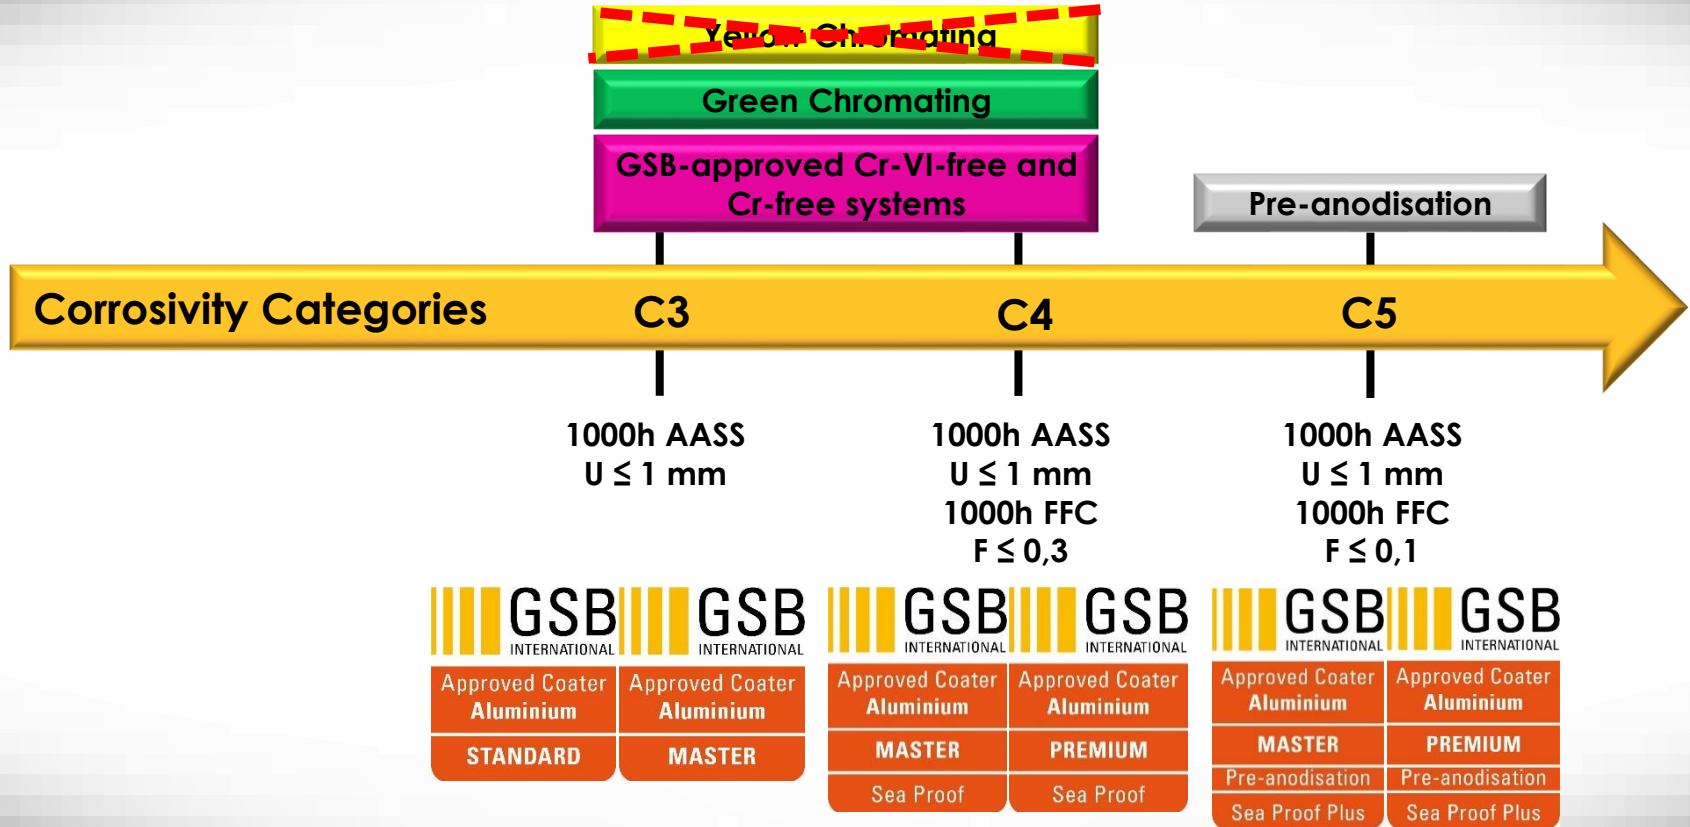 Yellow Chromating
Green Chromating
GSB-approved Cr-VI-free and
Cr-free systems
Pre-anodisation
Corrosivity Categories
C3
C4
C5
1000h AASS
U ≤ 1 mm
1000h AASS
U ≤ 1 mm
1000h FFC
F ≤ 0,3
1000h AASS
U ≤ 1 mm
1000h FFC
F ≤ 0,1
GSB
INTERNATIONAL
Approved Coater
Aluminium
STANDARD
GSB
INTERNATIONAL
Approved Coater
Aluminium
MASTER
GSB
INTERNATIONAL
Approved Coater
Aluminium
MASTER
Sea Proof
GSB
INTERNATIONAL
Approved Coater
Aluminium
PREMIUM
Sea Proof
GSB
INTERNATIONAL
Approved Coater
Aluminium
MASTER
Pre-anodisation
Sea Proof Plus
GSB
INTERNATIONAL
Approved Coater
Aluminium
PREMIUM
Pre-anodisation
Sea Proof Plus